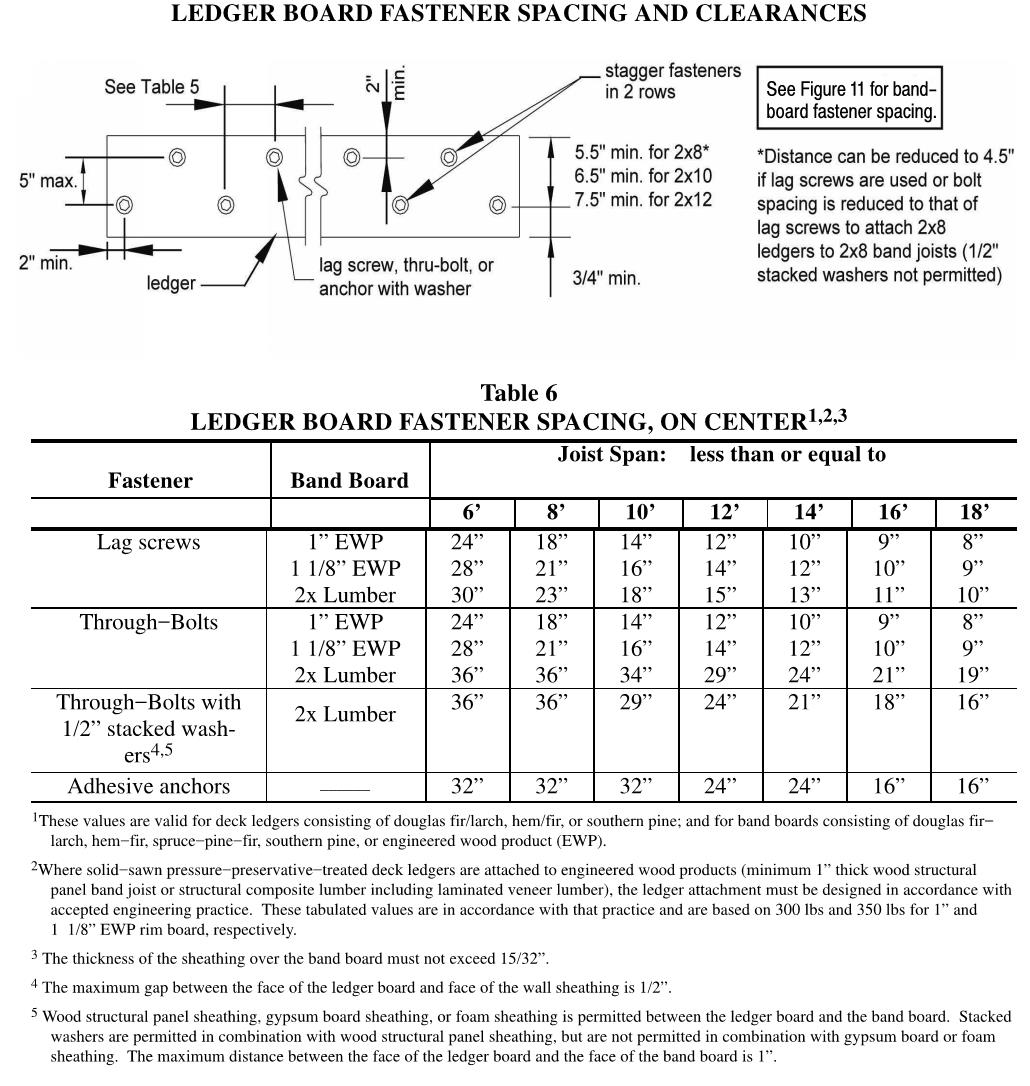 LEDGER BOARD FASTENER SPACING AND CLEARANCES
See Table 5
2"
min.
stagger fasteners
in 2 rows
See Figure 11 for band–
board fastener spacing.
5" max.
5.5" min. for 2x8*
6.5" min. for 2x10
7.5" min. for 2x12
*Distance can be reduced to 4.5"
if lag screws are used or bolt
spacing is reduced to that of
lag screws to attach 2x8
ledgers to 2x8 band joists (1/2"
stacked washers not permitted)
2" min.
ledger
lag screw, thru-bolt, or
anchor with washer
3/4" min.
Table 6
LEDGER BOARD FASTENER SPACING, ON CENTER1,2,3
Fastener Band Board Joist Span: less than or equal to
6’ 8’ 10’ 12’ 14’ 16’ 18’
Lag screws 1” EWP 24” 18” 14” 12” 10” 9” 8”
1 1/8” EWP 28” 21” 16” 14” 12” 10” 9”
2x Lumber 30” 23” 18” 15” 13” 11” 10”
Through−Bolts 1” EWP 24” 18” 14” 12” 10” 9” 8”
1 1/8” EWP 28” 21” 16” 14” 12” 10” 9”
2x Lumber 36” 36” 34” 29” 24” 21” 19”
Through−Bolts with 2x Lumber 36” 36” 29” 24” 21” 18” 16”
1/2” stacked wash-
ers4,5
Adhesive anchors —— 32” 32” 32” 24” 24” 16” 16”
1These values are valid for deck ledgers consisting of douglas fir/larch, hem/fir, or southern pine; and for band boards consisting of douglas fir−
larch, hem−fir, spruce−pine−fir, southern pine, or engineered wood product (EWP).
2Where solid−sawn pressure−preservative−treated deck ledgers are attached to engineered wood products (minimum 1” thick wood structural
panel band joist or structural composite lumber including laminated veneer lumber), the ledger attachment must be designed in accordance with
accepted engineering practice. These tabulated values are in accordance with that practice and are based on 300 lbs and 350 lbs for 1” and
1 1/8” EWP rim board, respectively.
3 The thickness of the sheathing over the band board must not exceed 15/32”.
4 The maximum gap between the face of the ledger board and face of the wall sheathing is 1/2”.
5 Wood structural panel sheathing, gypsum board sheathing, or foam sheathing is permitted between the ledger board and the band board. Stacked
washers are permitted in combination with wood structural panel sheathing, but are not permitted in combination with gypsum board or foam
sheathing. The maximum distance between the face of the ledger board and the face of the band board is 1”.